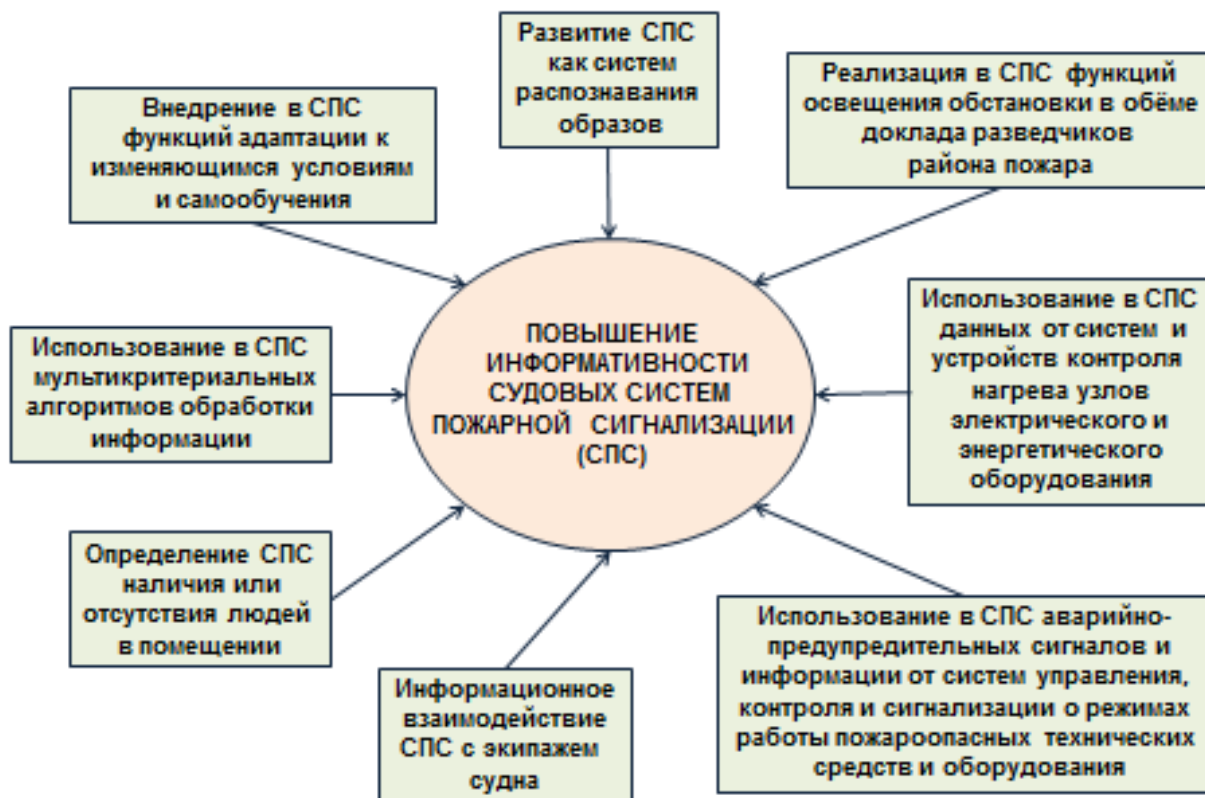 Развитие СПС
как систем
распознавания
образов
Реализация в СПС функций
освещения обстановки в обёме
доклада разведчиков
района пожара
Внедрение в СПС
функций адаптации к
изменяющимся условиям
и самообучения
ПОВЫШЕНИЕ
ИНФОРМАТИВНОСТИ
СУДОВЫХ СИСТЕМ
ПОЖАРНОЙ СИГНАЛИЗАЦИИ
(СПС)
Использование в СПС
данных от систем и
устройств контроля
нагрева узлов
электрического и
энергетического
оборудования
Использование в СПС
мультикритериальных
алгоритмов обработки
информации
Определение СПС
наличия или
отсутствия людей
в помещении
Информационное
взаимодействие
СПС с экипажем
судна
Использование в СПС аварийно-
предупредительных сигналов и
информации от систем управления,
контроля и сигнализации о режимах
работы пожароопасных технических
средств и оборудования